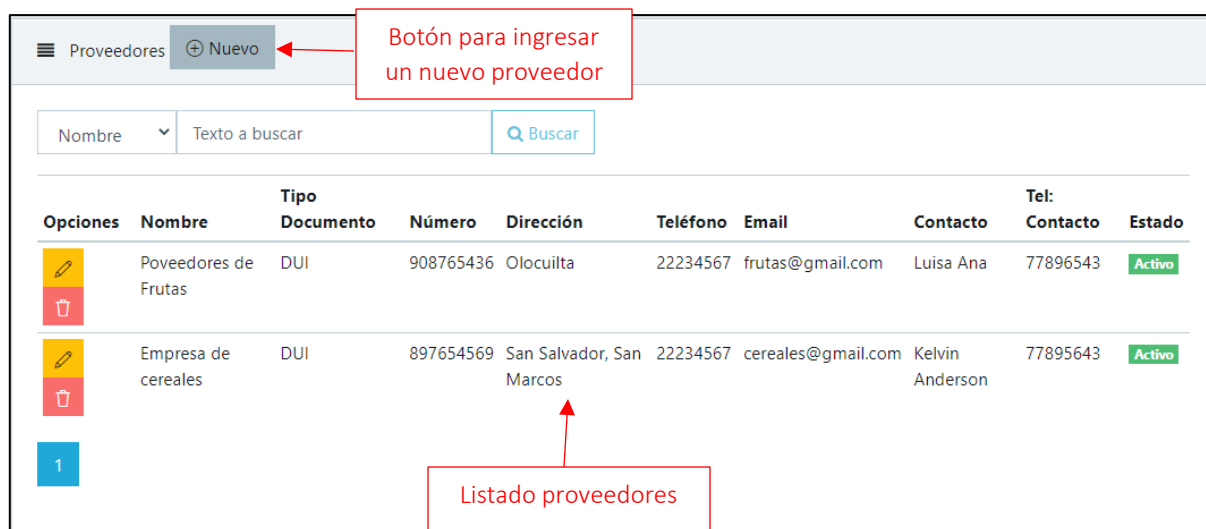 Proveedores Nuevo
Botón para ingresar
un nuevo proveedor
Nombre Texto a buscar Buscar
Opciones Nombre Tipo Documento Número Dirección Teléfono Email Contacto Tel: Contacto Estado
Poveedores de DUI 908765436 Olocuilta 22234567 frutas@gmail.com Luisa Ana 77896543 Activo
Frutas
Empresa de DUI 897654569 San Salvador, San 22234567 cereales@gmail.com Kelvin 77895643 Activo
cereales Marcos Anderson
1
Listado proveedores